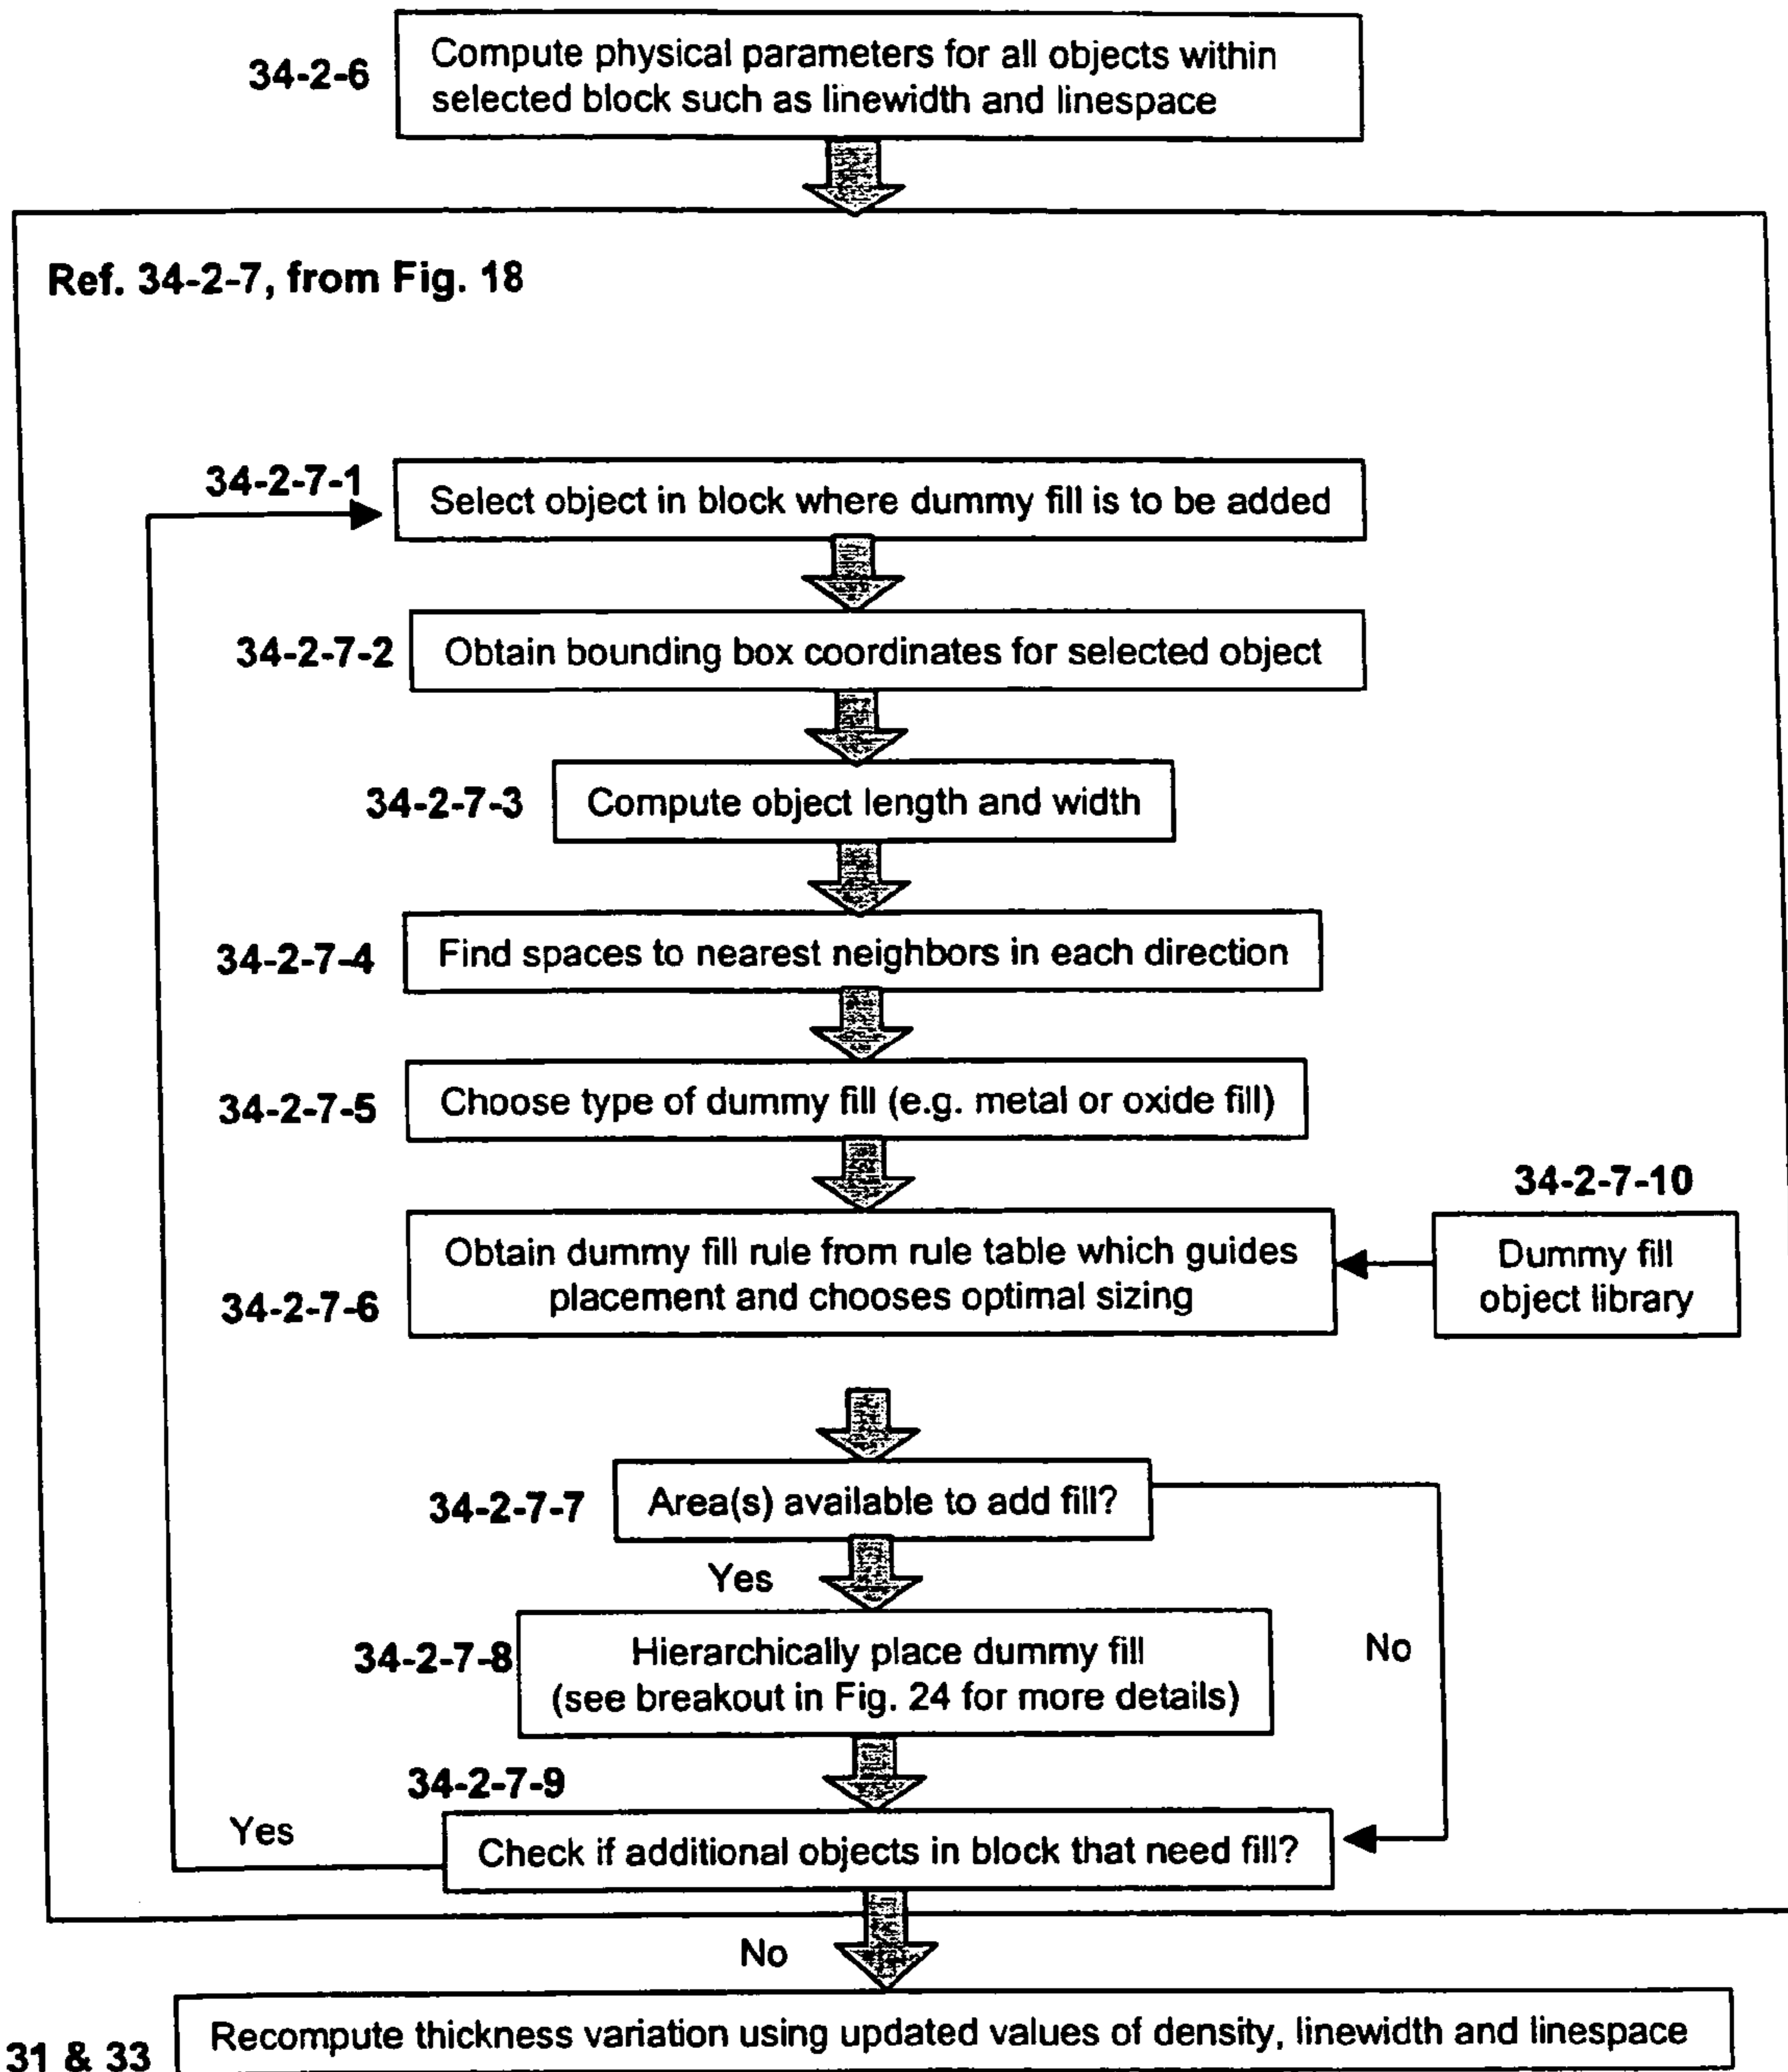 34-2-6
Compute physical parameters for all objects within
selected block such as linewidth and linespace
Ref. 34-2-7, from Fig. 18
34-2-7-1
Select object in block where dummy fill is to be added
34-2-7-2
Obtain bounding box coordinates for selected object
34-2-7-3
Compute object length and width
34-2-7-4
Find spaces to nearest neighbors in each direction
34-2-7-5
Choose type of dummy fill (e.g. metal or oxide fill)
34-2-7-10
Dummy fill
object library
34-2-7-6
Obtain dummy fill rule from rule table which guides
placement and chooses optimal sizing
34-2-7-7
Area(s) available to add fill?
Yes
No
34-2-7-8
Hierarchically place dummy fill
(see breakout in Fig. 24 for more details)
34-2-7-9
Yes
Check if additional objects in block that need fill?
No
31 & 33
Recompute thickness variation using updated values of density, linewidth and linespace